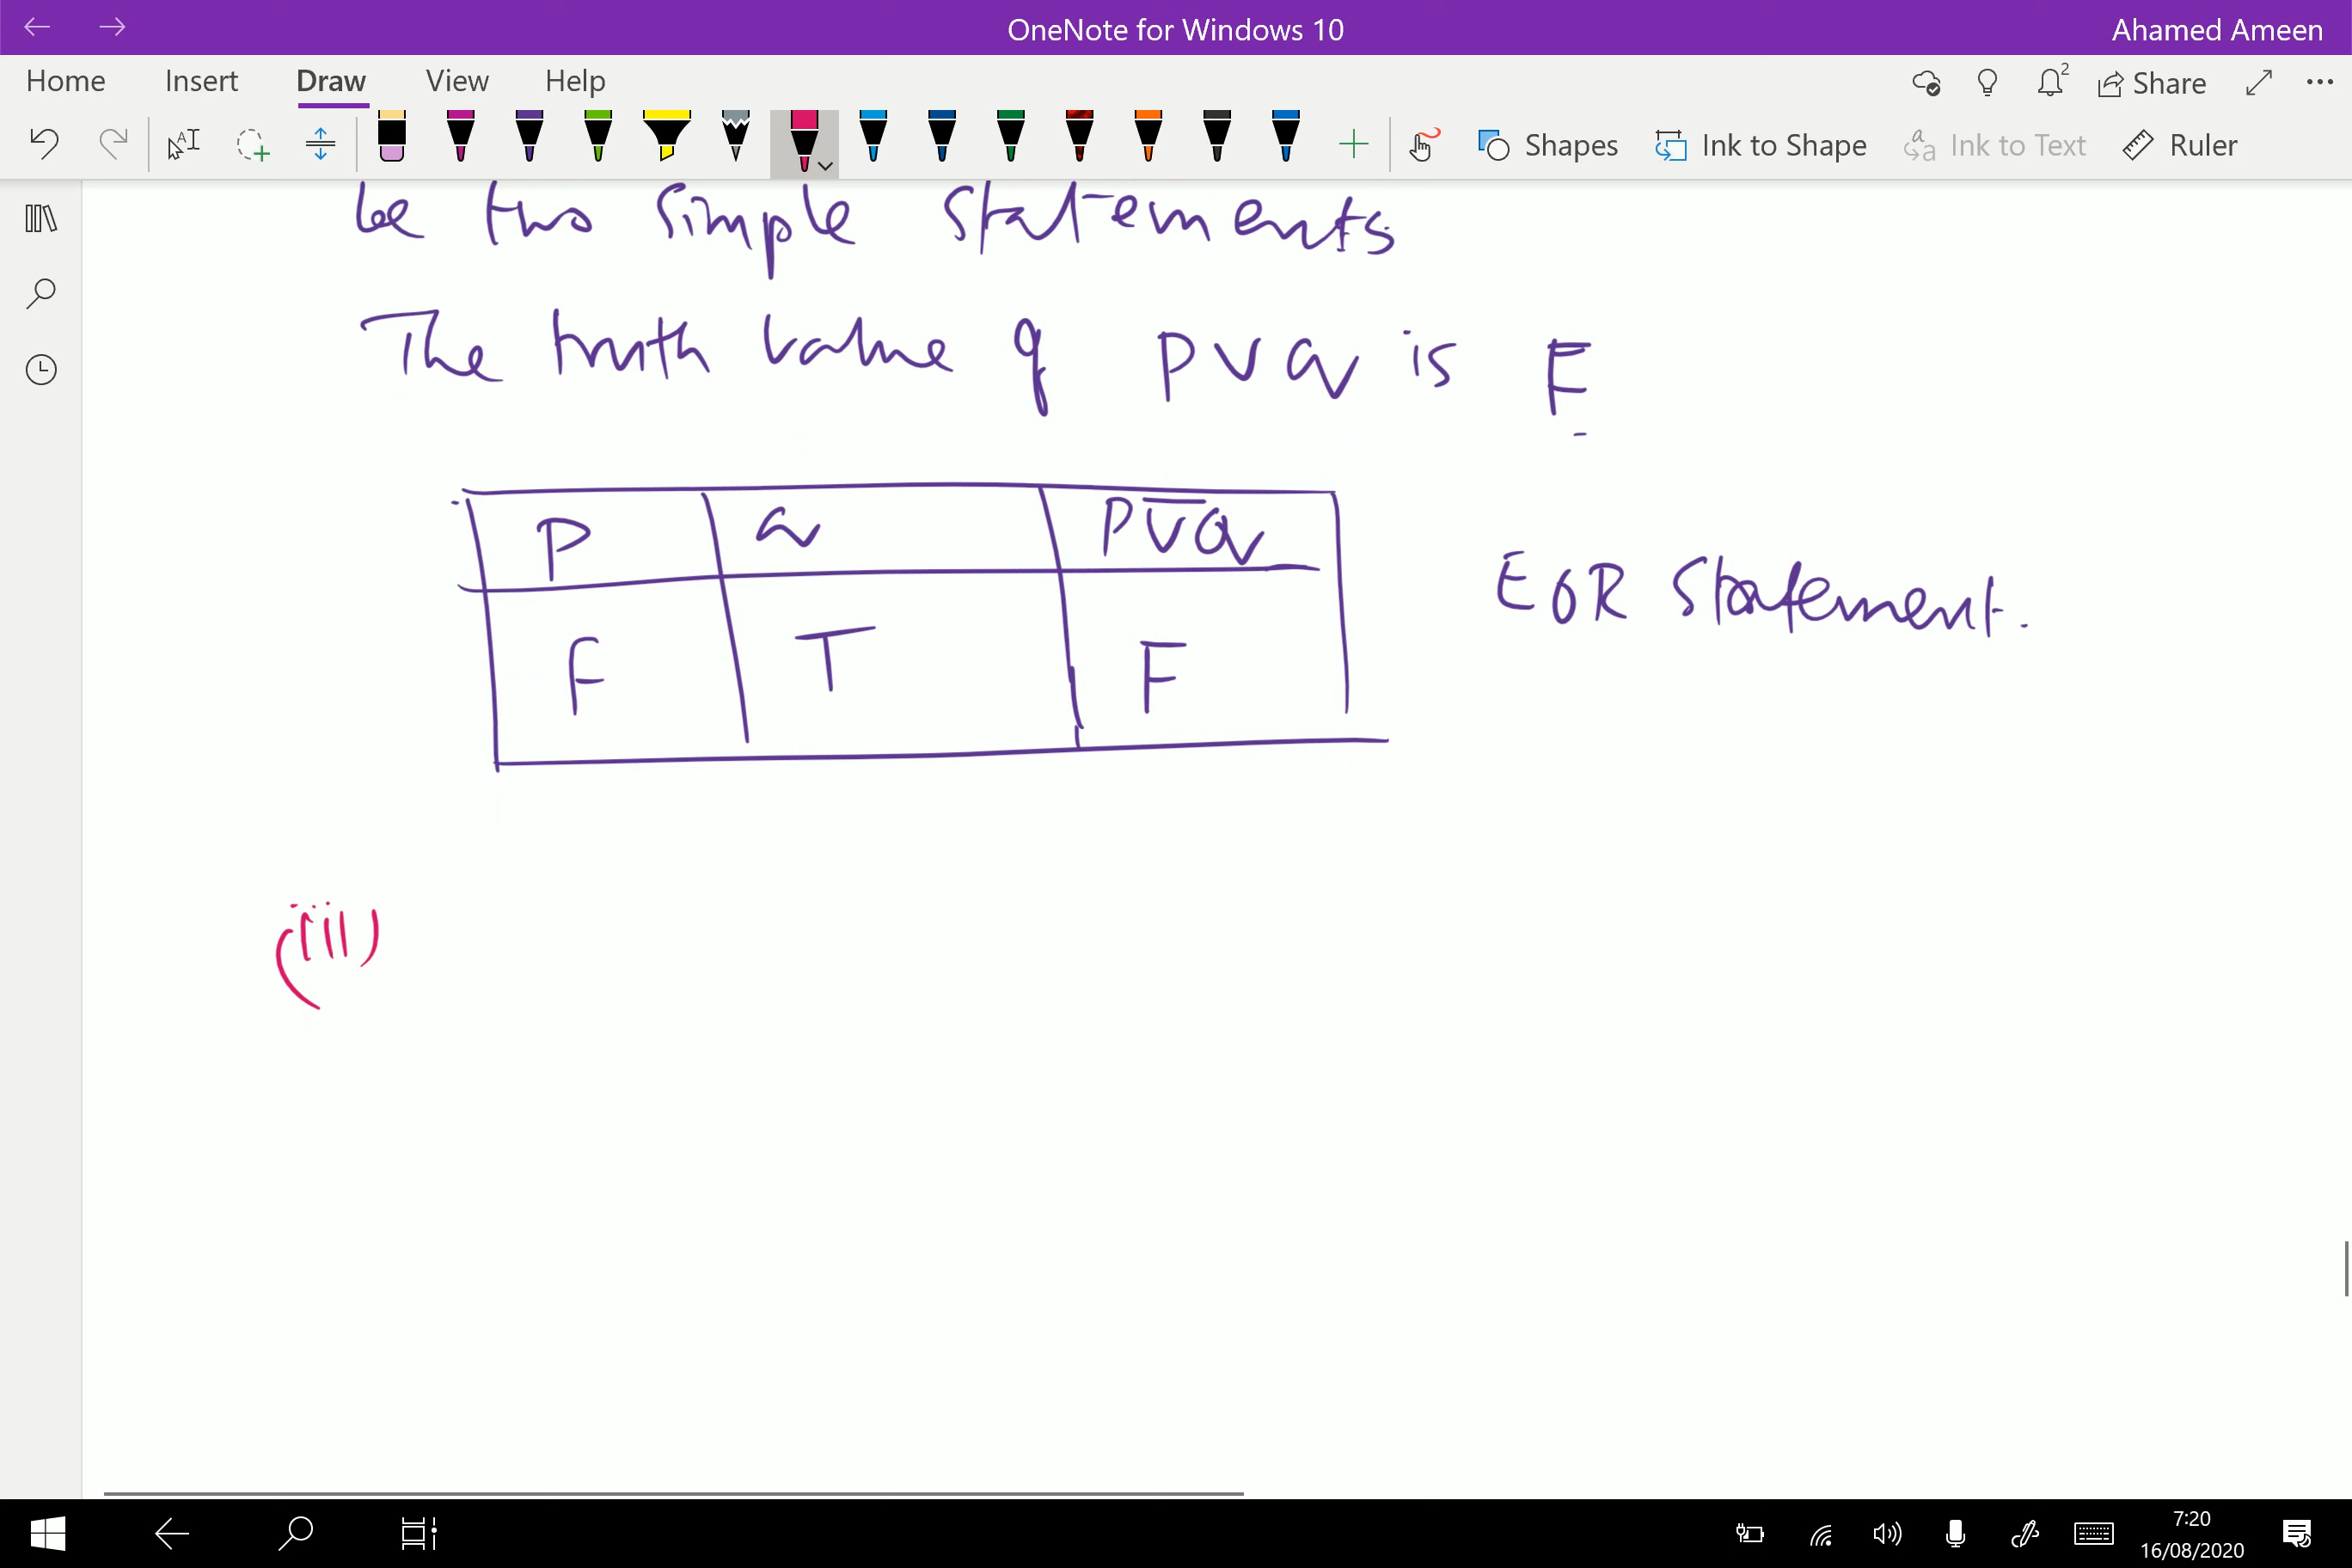 OneNote for Windows 10
Ahamed Ameen
Home Insert Draw View Help
2 Share
Shapes Ink to Shape Ink to Text Ruler
be two simple statements
The truth value of P ∨ Q is F
P Q P ⊽ Q
EOR Statement.
F T F
(iii)
7:20
16/08/2020